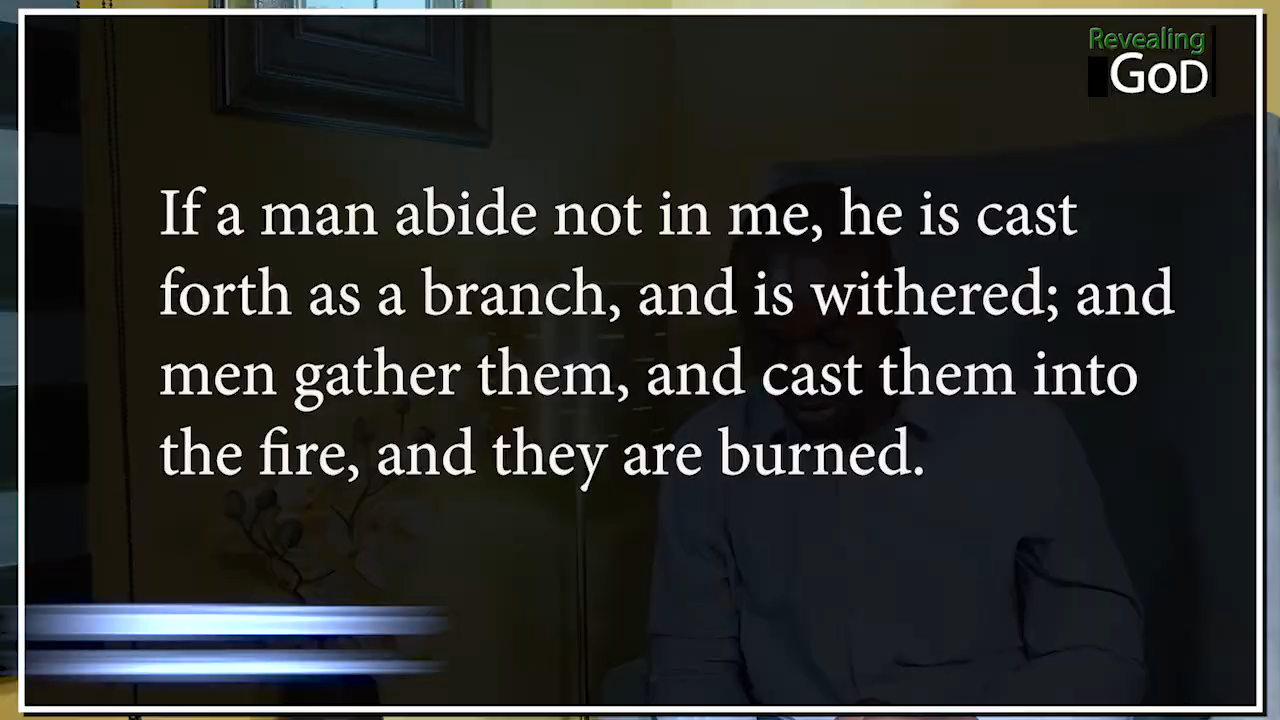 Revealing
GOD
If a man abide not in me, he is cast
forth as a branch, and is withered; and
men gather them, and cast them into
the fire, and they are burned.